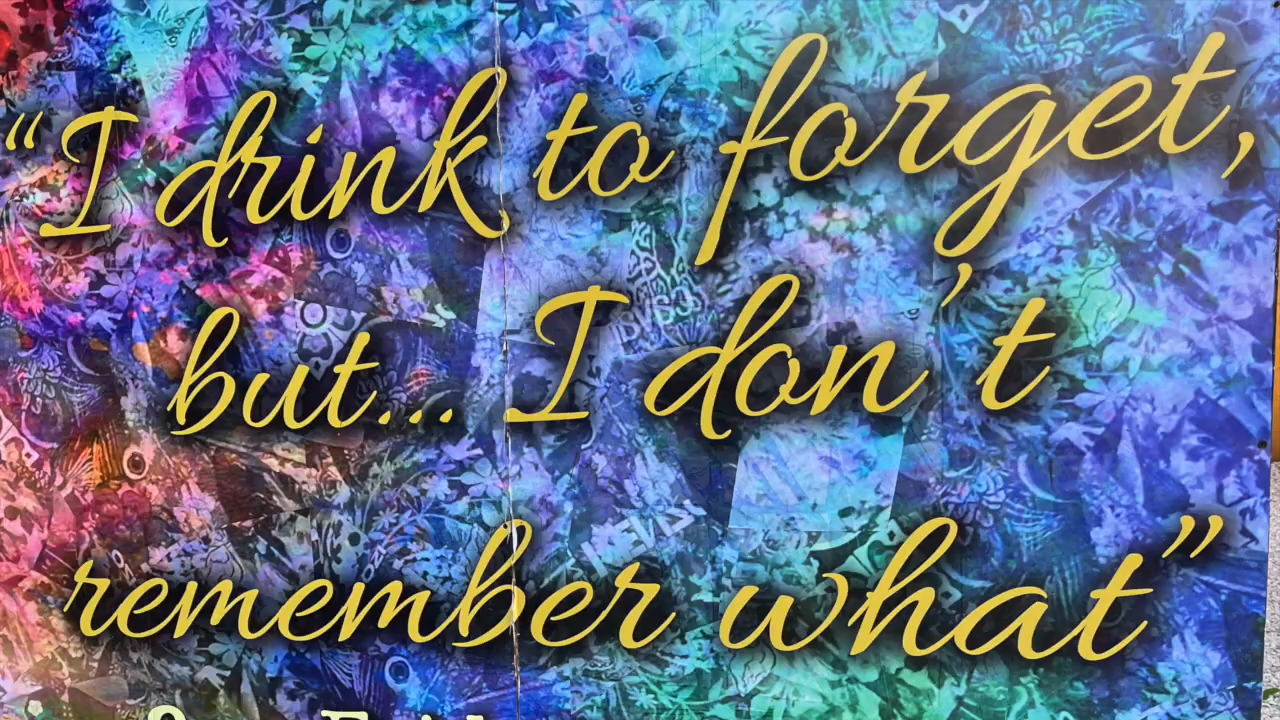 “I drink to forget,
but... I don't
remember what”